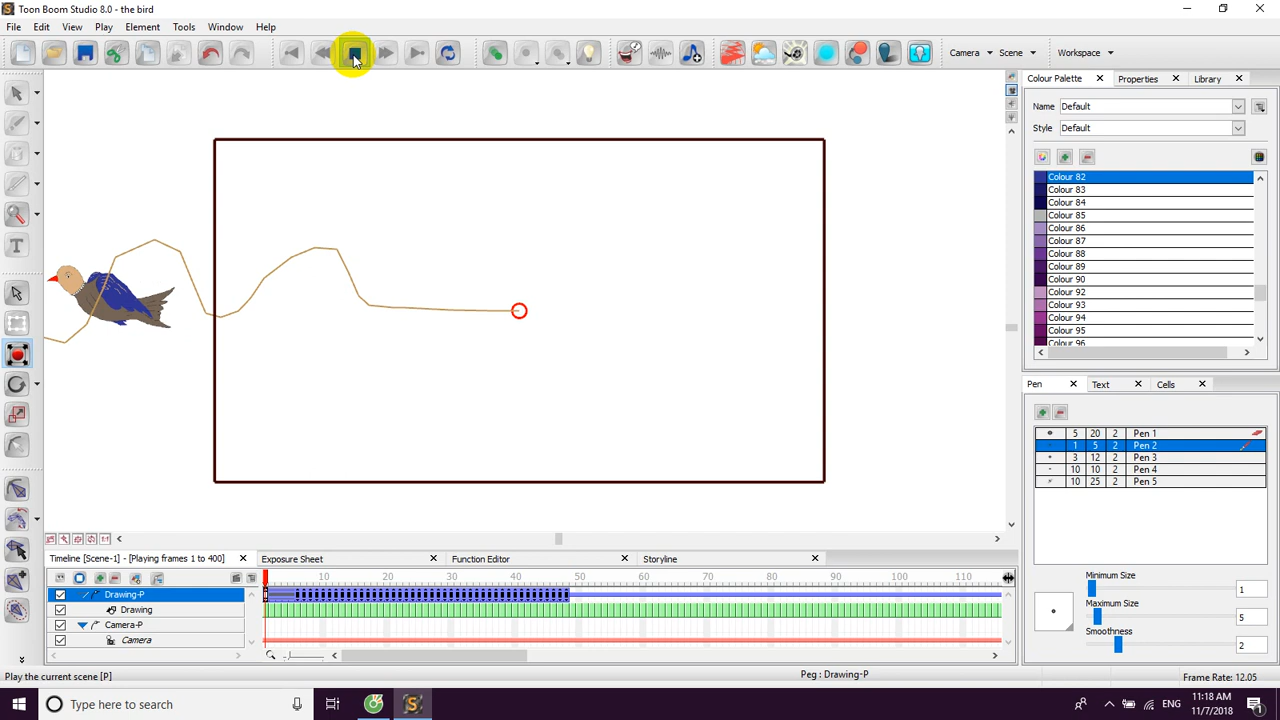 Toon Boom Studio 8.0 - the bird
File Edit View Play Element Tools Window Help
Camera Scene Workspace
Colour Palette Properties Library
Name Default
Style Default
Colour 82
Colour 83
Colour 84
Colour 85
Colour 86
Colour 87
Colour 88
Colour 89
Colour 90
Colour 92
Colour 93
Colour 94
Colour 95
Colour 96
Pen Text Cells
5 20 2 Pen 1
1 5 2 Pen 2
3 12 2 Pen 3
10 10 2 Pen 4
10 25 2 Pen 5
Minimum Size
1
Maximum Size
5
Smoothness
2
Timeline [Scene-1] - [Playing frames 1 to 400] Exposure Sheet Function Editor Storyline
10 20 30 40 50 60 70 80 90 100 110
Drawing-P
Drawing
Camera-P
Camera
Play the current scene [P] Peg : Drawing-P Frame Rate: 12.05
Type here to search
ENG
11:18 AM
11/7/2018